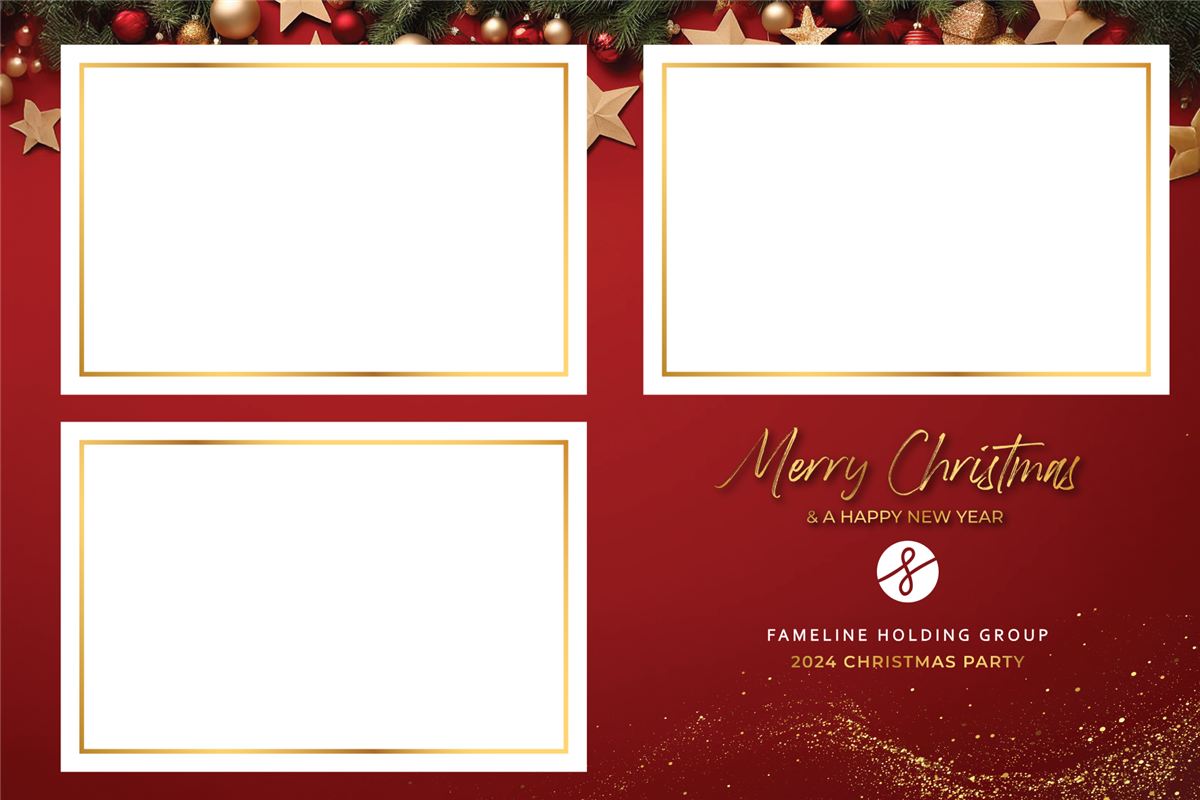 Merry Christmas
& A HAPPY NEW YEAR
FAMELINE HOLDING GROUP
2024 CHRISTMAS PARTY